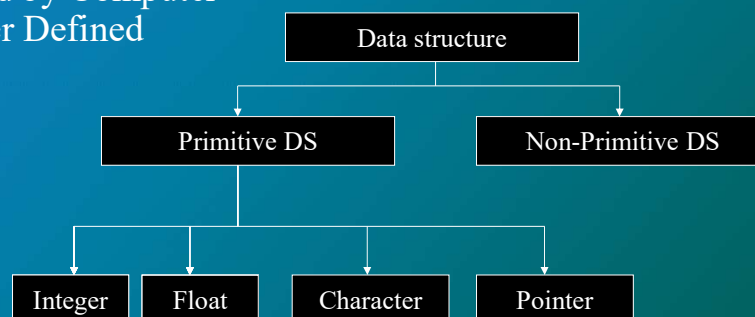 by Computer
Defined
Data structure
Primitive DS
Non-Primitive DS
Integer
Float
Character
Pointer